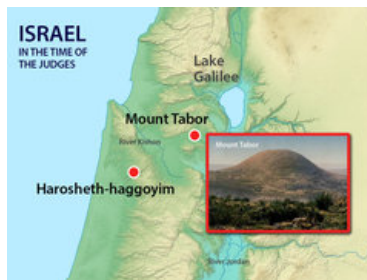 ISRAEL
IN THE TIME OF
THE JUDGES
Lake
Galilee
Mount Tabor
River Kishon
Mount Tabor
Harosheth-haggoyim
River Jordan